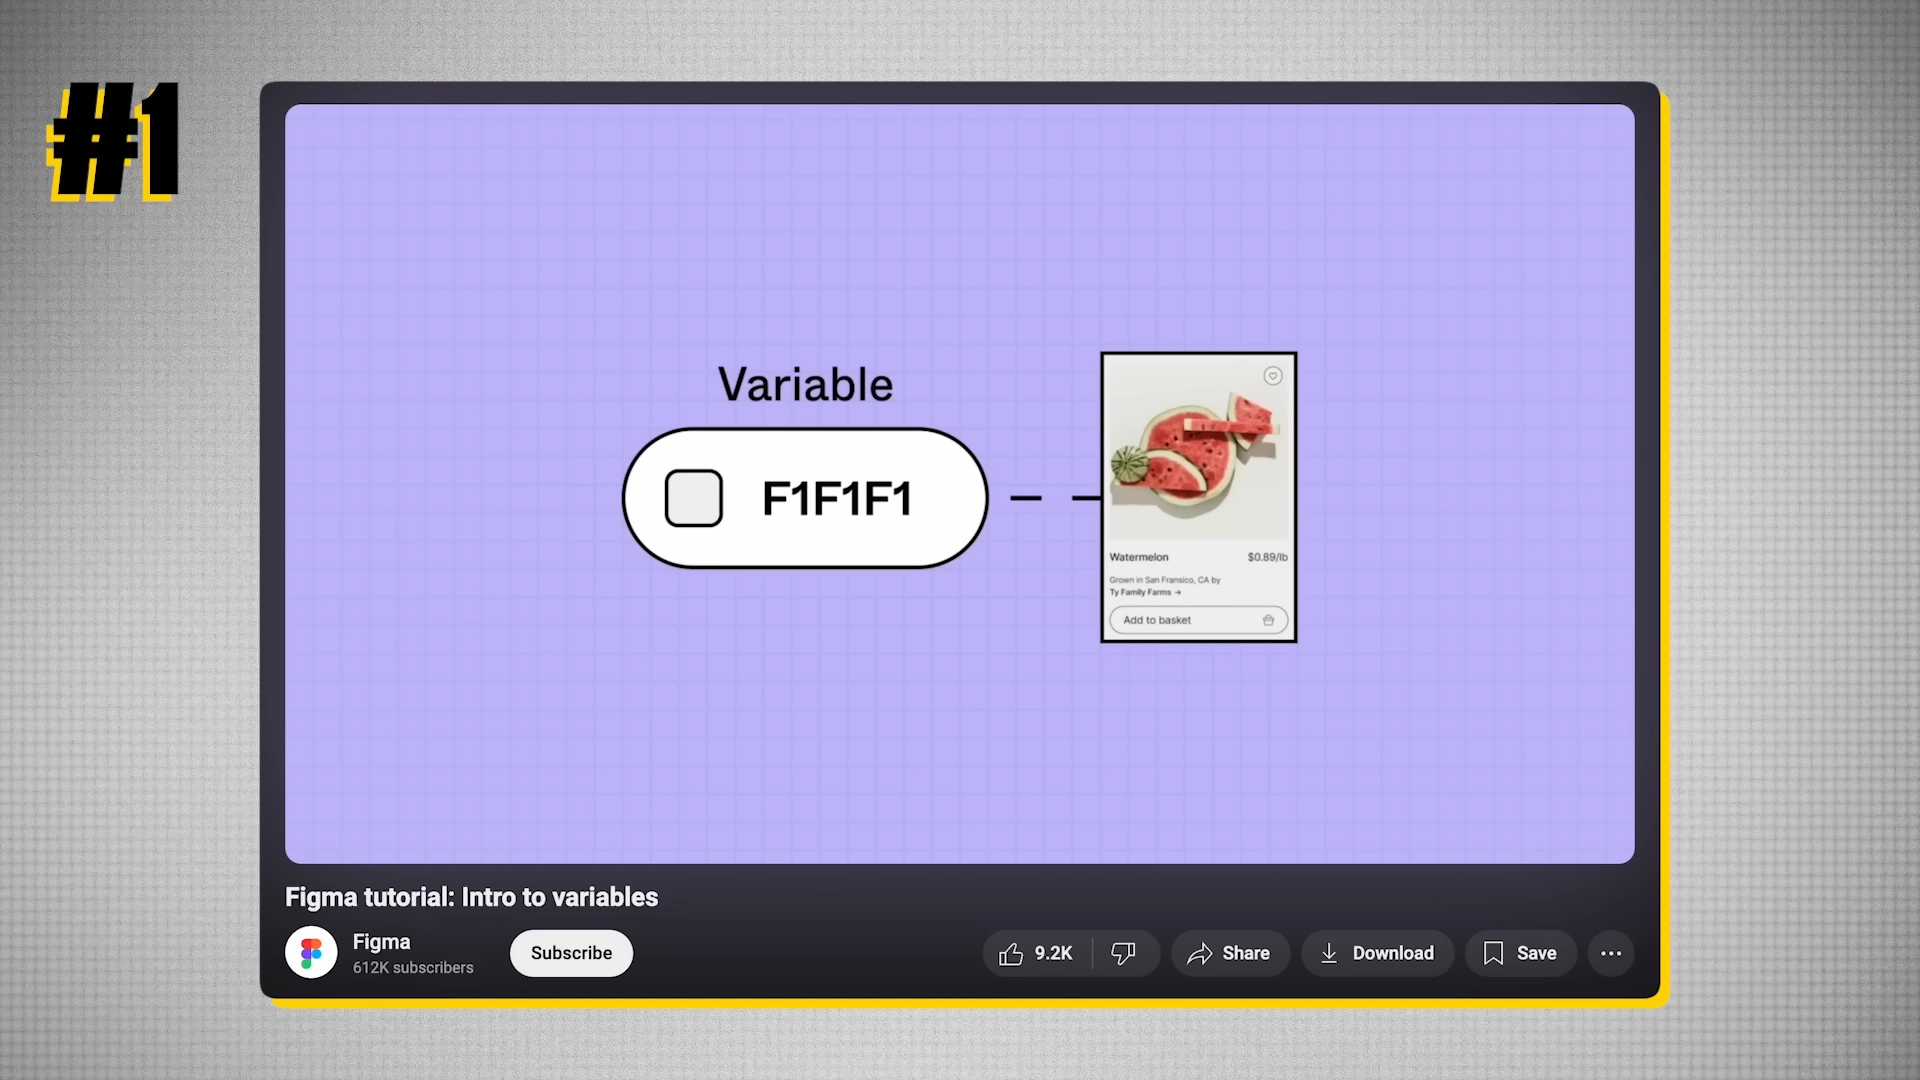 #1
Variable
F1F1F1
Watermelon $0.89/lb
Grown in San Fransico, CA by
Ty Family Farms →
Add to basket
Figma tutorial: Intro to variables
Figma
612K subscribers
Subscribe
9.2K
Share
Download
Save